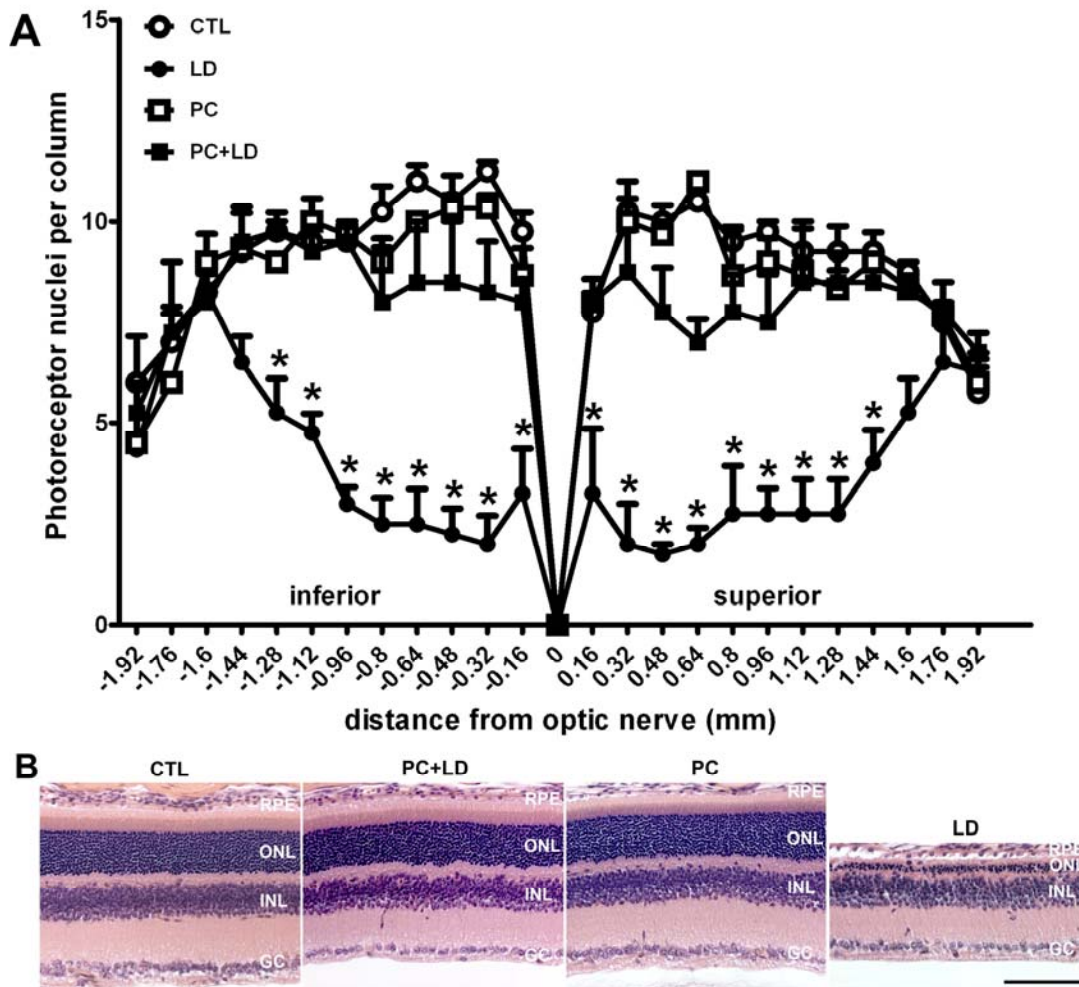 A
15
CTL
LD
PC
PC+LD
10
5
0
Photoreceptor nuclei per column
* * * * * * * *
* * * * * * * * *
inferior
superior
-1.92 -1.76 -1.6 -1.44 -1.28 -1.12 -0.96 -0.8 -0.64 -0.48 -0.32 -0.16 0 0.16 0.32 0.48 0.64 0.8 0.96 1.12 1.28 1.44 1.6 1.76 1.92
distance from optic nerve (mm)
B
CTL
PC+LD
PC
LD
RPE
ONL
INL
GC
RPE
ONL
INL
GC
RPE
ONL
INL
GC
RPE
ONL
INL
GC